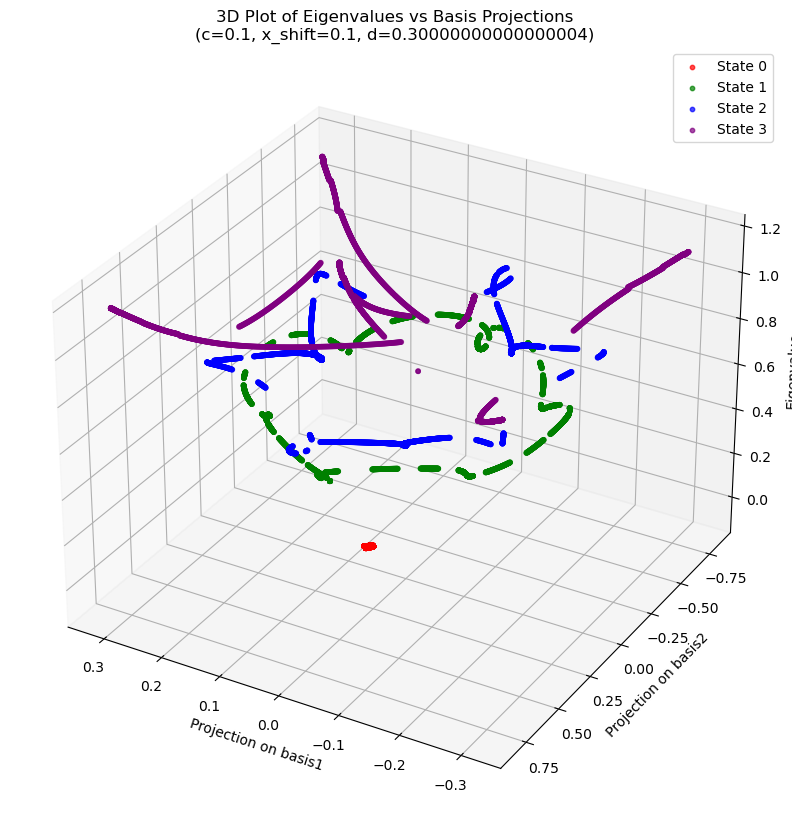 3D Plot of Eigenvalues vs Basis Projections
(c=0.1, x_shift=0.1, d=0.30000000000000004)
State 0
State 1
State 2
State 3
1.2
1.0
0.8
0.6
0.4
0.2
0.0
Eigenvalue
−0.75
−0.50
−0.25
0.00
0.25
0.50
0.75
Projection on basis2
0.3
0.2
0.1
0.0
−0.1
−0.2
−0.3
Projection on basis1